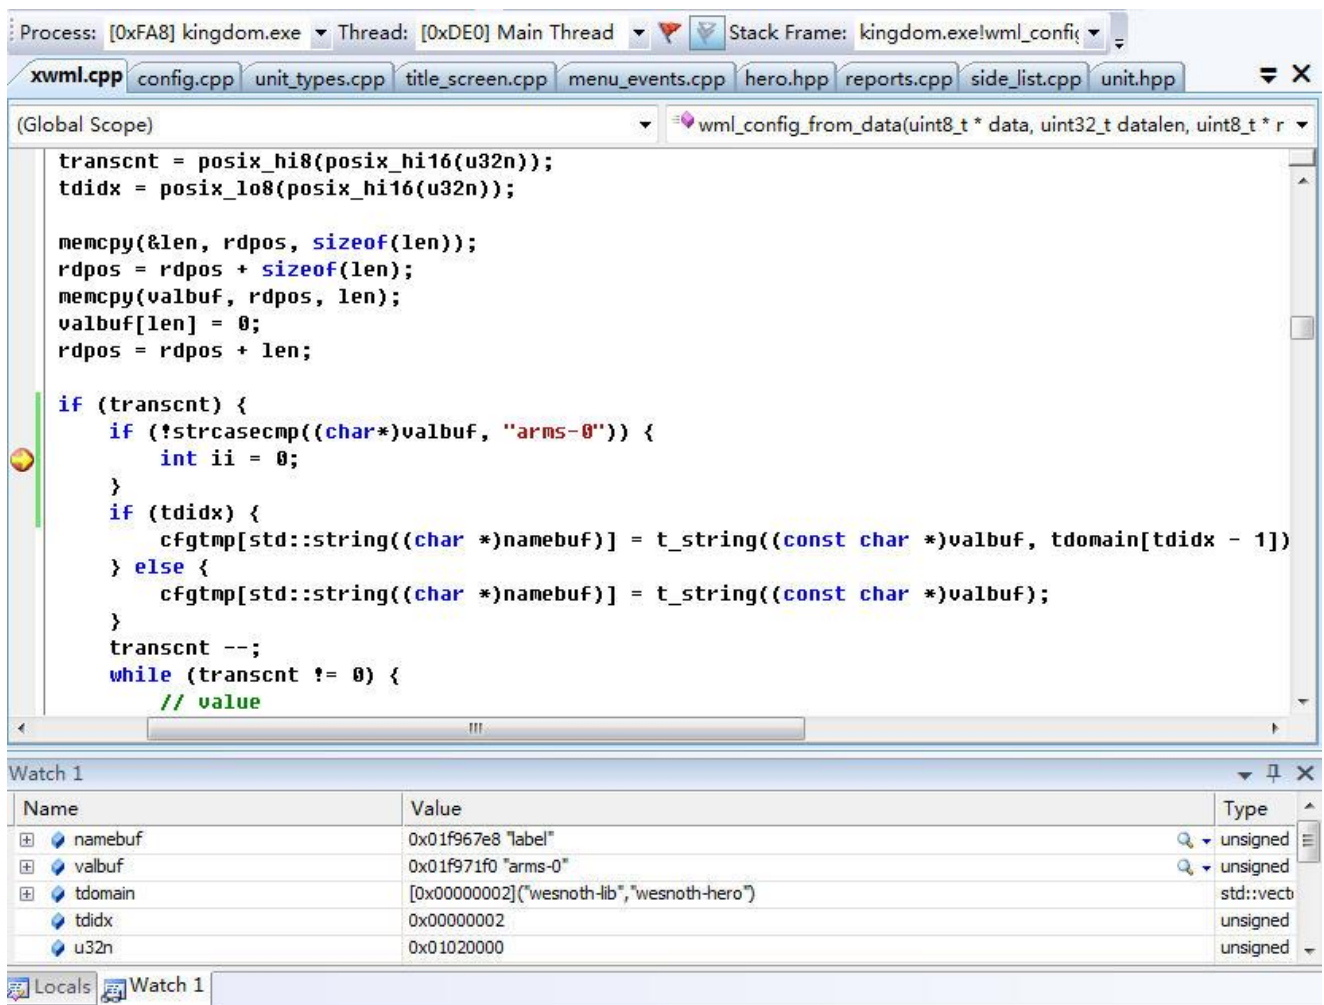 Process: [0xFA8] kingdom.exe Thread: [0xDE0] Main Thread Stack Frame: kingdom.exe!wml_config
xwml.cpp config.cpp unit_types.cpp title_screen.cpp menu_events.cpp hero.hpp reports.cpp side_list.cpp unit.hpp
(Global Scope) wml_config_from_data(uint8_t * data, uint32_t datalen, uint8_t * r
transcnt = posix_hi8(posix_hi16(u32n));
tdidx = posix_lo8(posix_hi16(u32n));
memcpy(&len, rdpos, sizeof(len));
rdpos = rdpos + sizeof(len);
memcpy(valbuf, rdpos, len);
valbuf[len] = 0;
rdpos = rdpos + len;
if (transcnt) {
if (!strcasecmp((char*)valbuf, "arms-0")) {
int ii = 0;
}
if (tdidx) {
cfgtmp[std::string((char *)namebuf)] = t_string((const char *)valbuf, tdomain[tdidx - 1])
} else {
cfgtmp[std::string((char *)namebuf)] = t_string((const char *)valbuf);
}
transcnt --;
while (transcnt != 0) {
// value
Watch 1
Name Value Type
namebuf 0x01f967e8 "label" unsigned
valbuf 0x01f971f0 "arms-0" unsigned
tdomain [0x00000002]("wesnoth-lib","wesnoth-hero") std::vect
tdidx 0x00000002 unsigned
u32n 0x01020000 unsigned
Locals Watch 1